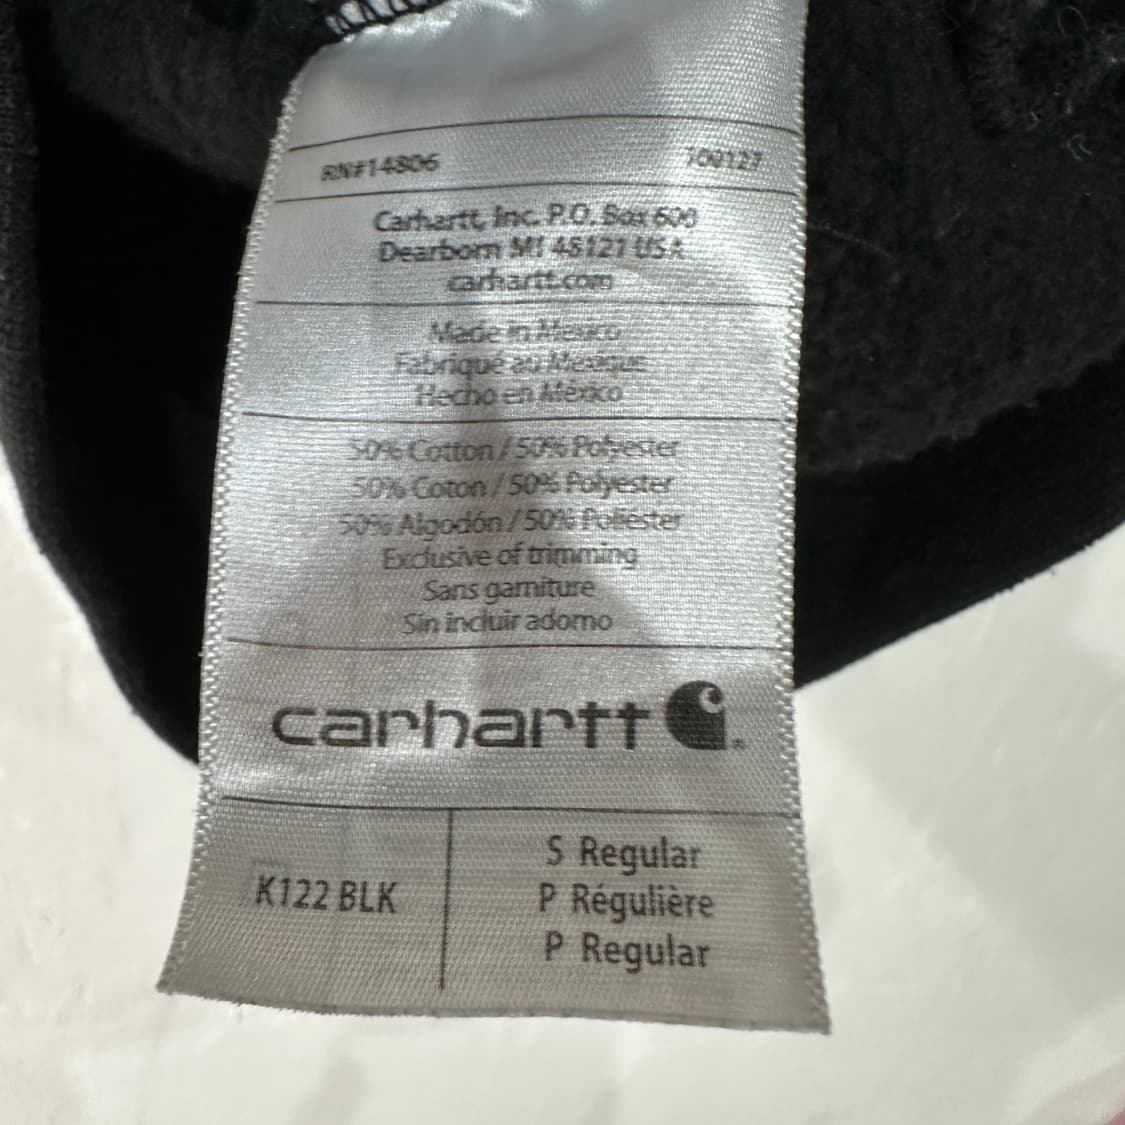 RN#14806
Carhartt, Inc. P.O. Box 600
Dearborn MI 48121 USA
carhartt.com
Made in Mexico
Fabriqué au Mexique
Hecho en México
50% Cotton / 50% Polyester
50% Coton / 50% Polyester
50% Algodón / 50% Poliéster
Exclusive of trimming
Sans garniture
Sin incluir adorno
carhartt
K122 BLK
S Regular
P Régulière
P Regular